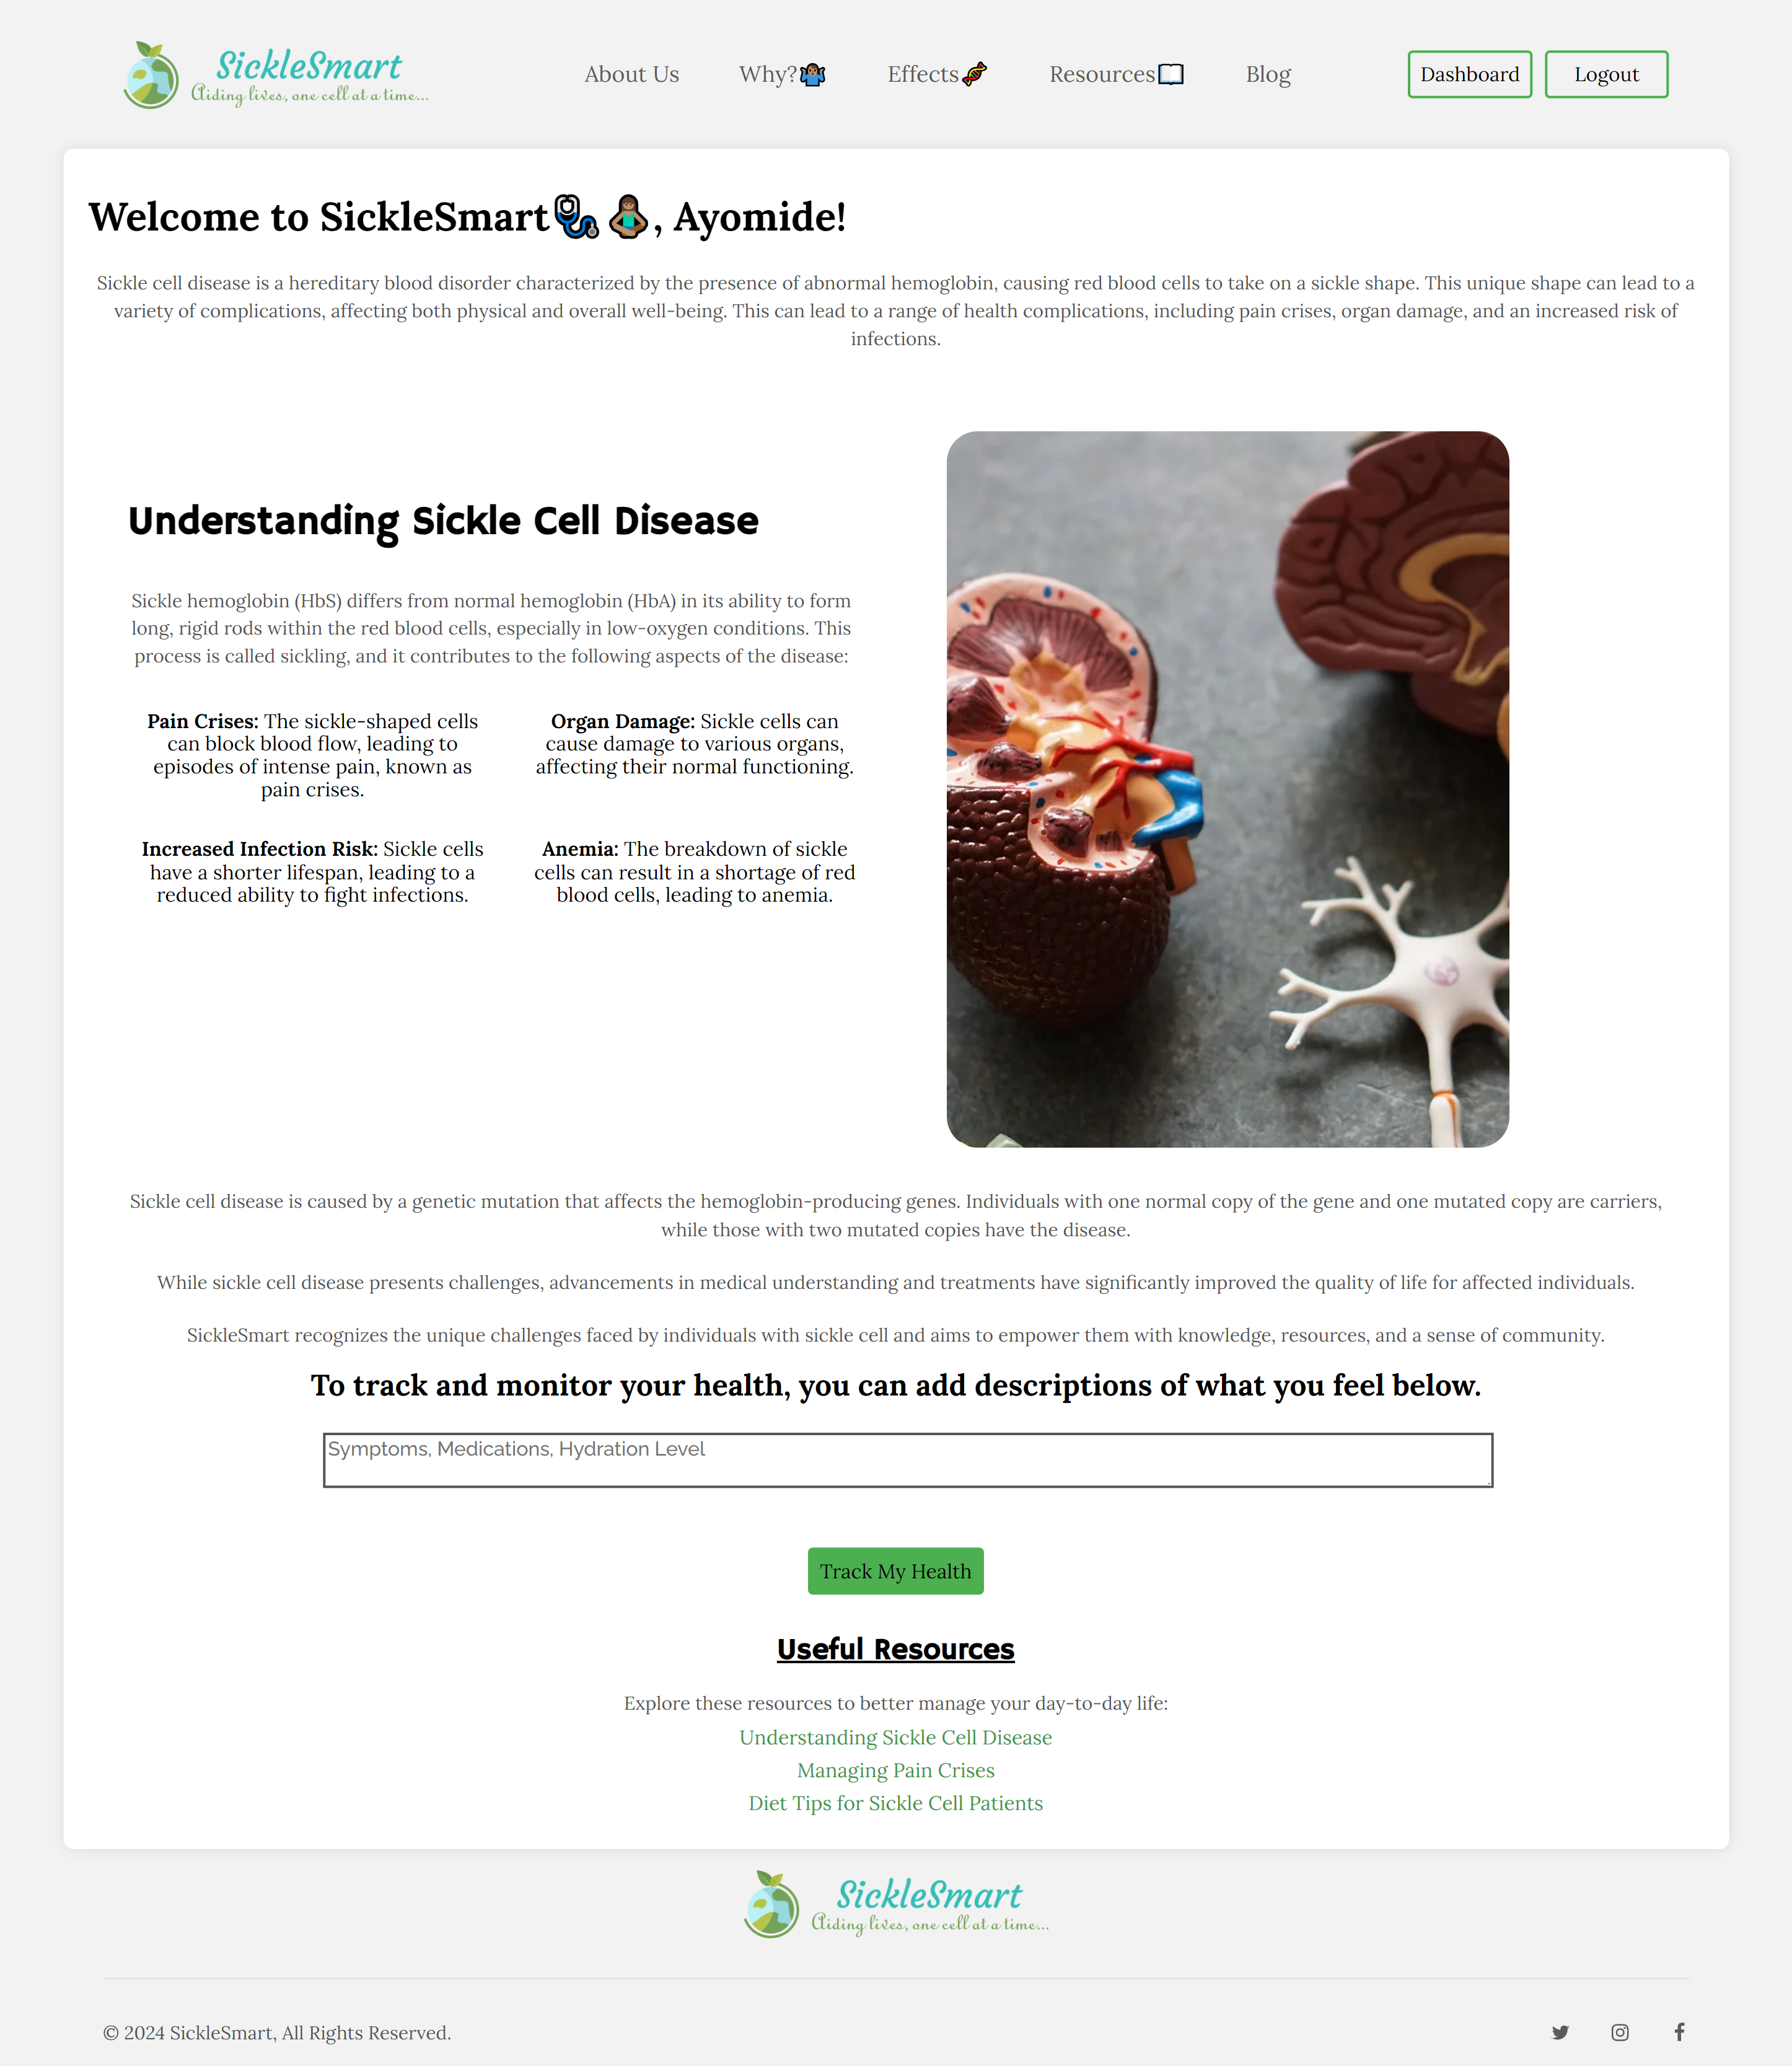 SickleSmart
Aiding lives, one cell at a time...
About Us
Why?🤷🏽‍♂️
Effects🧬
Resources📖
Blog
Dashboard
Logout
Welcome to SickleSmart🩺🧘🏽‍♀️, Ayomide!
Sickle cell disease is a hereditary blood disorder characterized by the presence of abnormal hemoglobin, causing red blood cells to take on a sickle shape. This unique shape can lead to a
variety of complications, affecting both physical and overall well-being. This can lead to a range of health complications, including pain crises, organ damage, and an increased risk of
infections.
Understanding Sickle Cell Disease
Sickle hemoglobin (HbS) differs from normal hemoglobin (HbA) in its ability to form
long, rigid rods within the red blood cells, especially in low-oxygen conditions. This
process is called sickling, and it contributes to the following aspects of the disease:
Pain Crises: The sickle-shaped cells
can block blood flow, leading to
episodes of intense pain, known as
pain crises.
Organ Damage: Sickle cells can
cause damage to various organs,
affecting their normal functioning.
Increased Infection Risk: Sickle cells
have a shorter lifespan, leading to a
reduced ability to fight infections.
Anemia: The breakdown of sickle
cells can result in a shortage of red
blood cells, leading to anemia.
Sickle cell disease is caused by a genetic mutation that affects the hemoglobin-producing genes. Individuals with one normal copy of the gene and one mutated copy are carriers,
while those with two mutated copies have the disease.
While sickle cell disease presents challenges, advancements in medical understanding and treatments have significantly improved the quality of life for affected individuals.
SickleSmart recognizes the unique challenges faced by individuals with sickle cell and aims to empower them with knowledge, resources, and a sense of community.
To track and monitor your health, you can add descriptions of what you feel below.
Symptoms, Medications, Hydration Level
Track My Health
Useful Resources
Explore these resources to better manage your day-to-day life:
Understanding Sickle Cell Disease
Managing Pain Crises
Diet Tips for Sickle Cell Patients
SickleSmart
Aiding lives, one cell at a time...
© 2024 SickleSmart, All Rights Reserved.